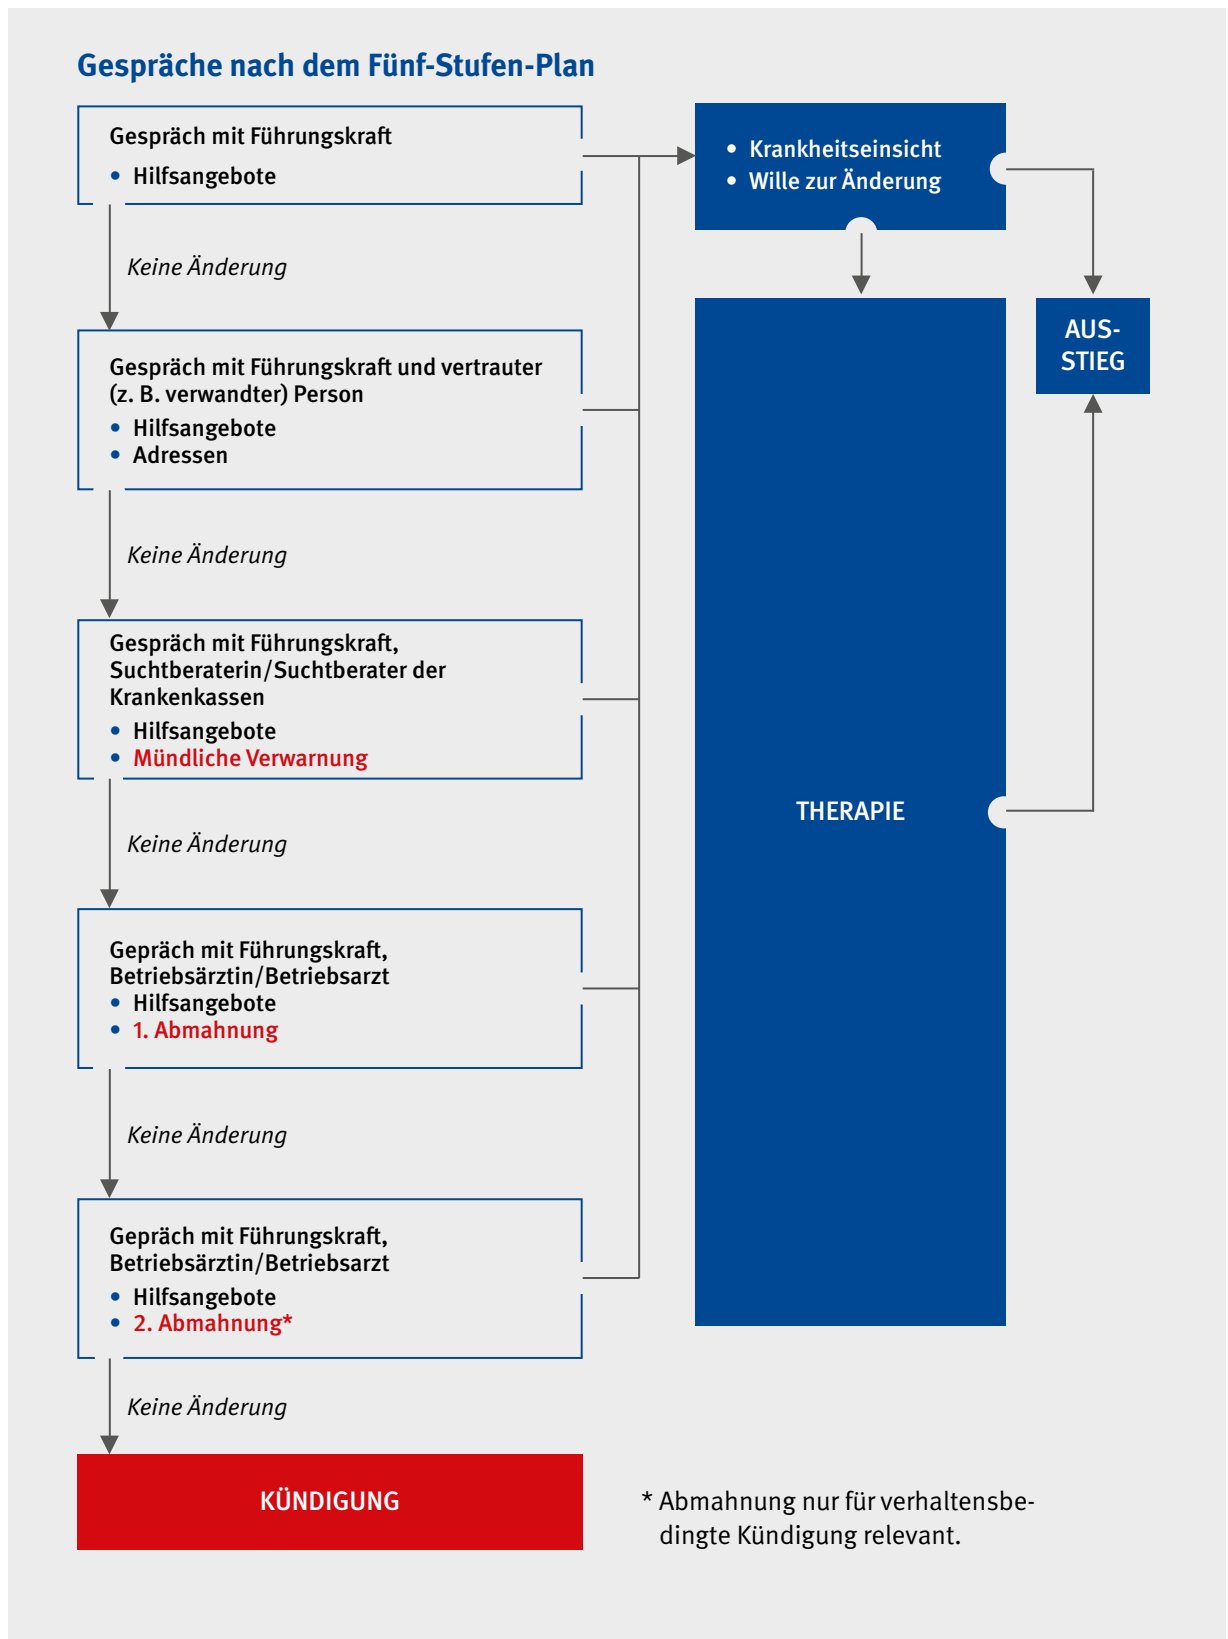 Gespräche nach dem Fünf-Stufen-Plan
Gespräch mit Führungskraft
• Hilfsangebote
Keine Änderung
Gespräch mit Führungskraft und vertrauter
(z. B. verwandter) Person
• Hilfsangebote
• Adressen
Keine Änderung
Gespräch mit Führungskraft,
Suchtberaterin/Suchtberater der
Krankenkassen
• Hilfsangebote
• Mündliche Verwarnung
Keine Änderung
Gepräch mit Führungskraft,
Betriebsärztin/Betriebsarzt
• Hilfsangebote
• 1. Abmahnung
Keine Änderung
Gepräch mit Führungskraft,
Betriebsärztin/Betriebsarzt
• Hilfsangebote
• 2. Abmahnung*
Keine Änderung
KÜNDIGUNG
• Krankheitseinsicht
• Wille zur Änderung
THERAPIE
AUS-
STIEG
* Abmahnung nur für verhaltensbe-
dingte Kündigung relevant.